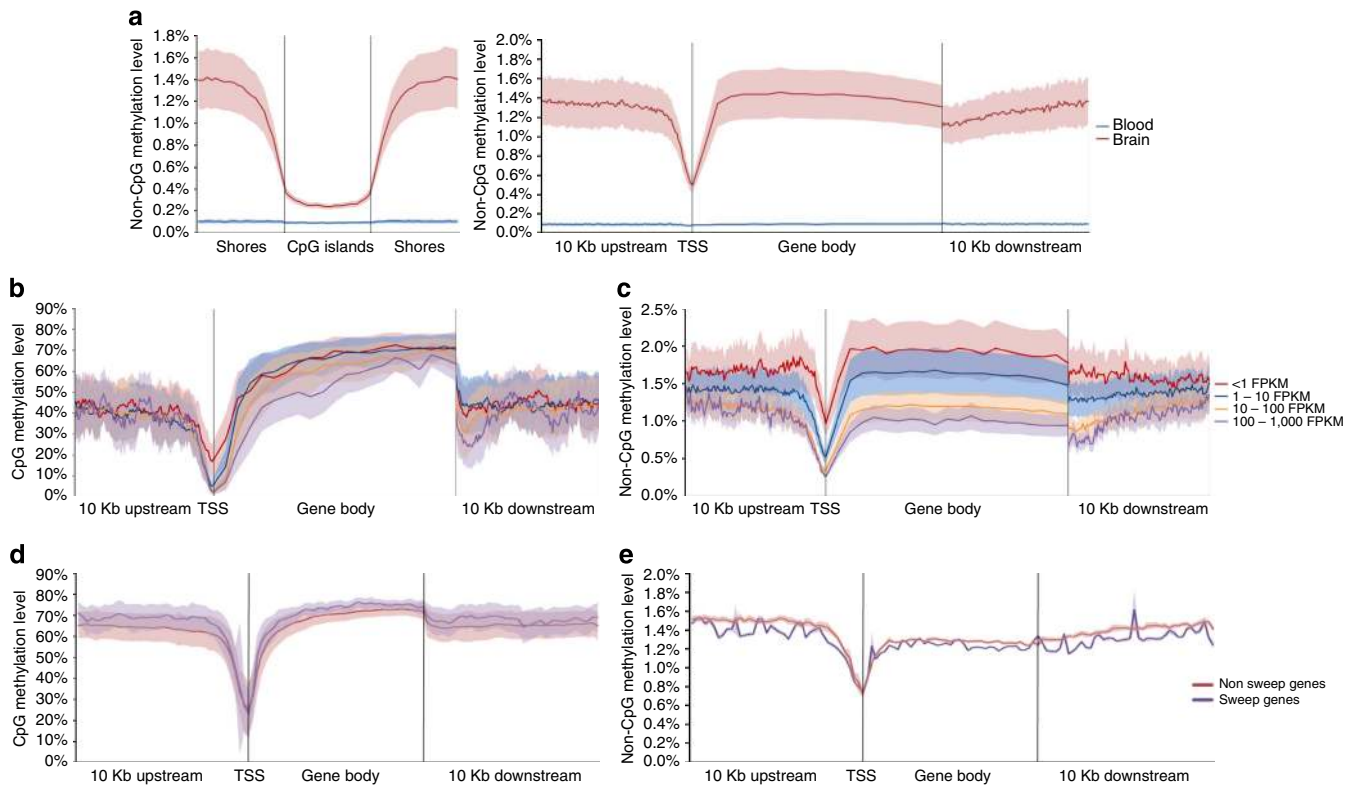 a
Non-CpG methylation level
1.8%
1.6%
1.4%
1.2%
1.0%
0.8%
0.6%
0.4%
0.2%
0.0%
Shores CpG islands Shores
Non-CpG methylation level
2.0%
1.8%
1.6%
1.4%
1.2%
1.0%
0.8%
0.6%
0.4%
0.2%
0.0%
10 Kb upstream TSS Gene body 10 Kb downstream
Blood
Brain
b
CpG methylation level
90%
80%
70%
60%
50%
40%
30%
20%
10%
0%
10 Kb upstream TSS Gene body 10 Kb downstream
c
Non-CpG methylation level
2.5%
2.0%
1.5%
1.0%
0.5%
0.0%
10 Kb upstream TSS Gene body 10 Kb downstream
<1 FPKM
1 – 10 FPKM
10 – 100 FPKM
100 – 1,000 FPKM
d
CpG methylation level
90%
80%
70%
60%
50%
40%
30%
20%
10%
0%
10 Kb upstream TSS Gene body 10 Kb downstream
e
Non-CpG methylation level
2.0%
1.8%
1.6%
1.4%
1.2%
1.0%
0.8%
0.6%
0.4%
0.2%
0.0%
10 Kb upstream TSS Gene body 10 Kb downstream
Non sweep genes
Sweep genes